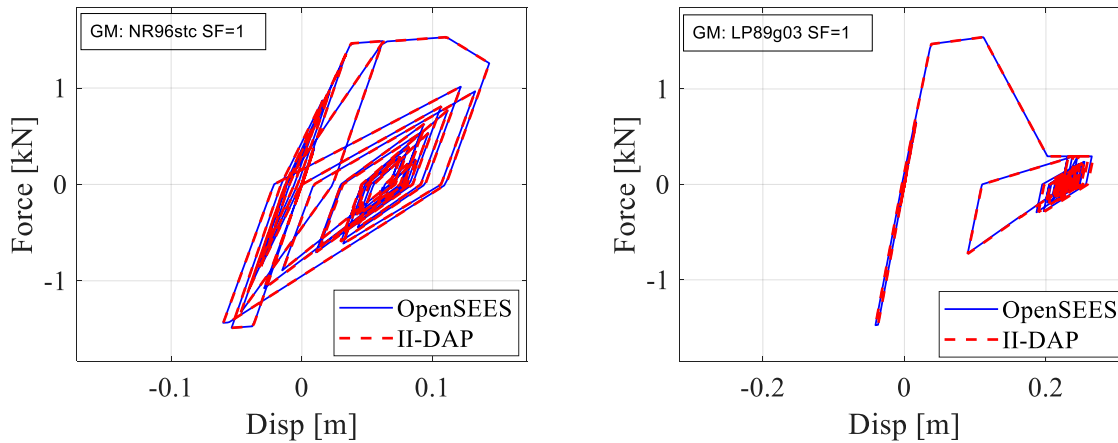 GM: NR96stc SF=1
Force [kN]
1
0
-1
OpenSEES
II-DAP
-0.1
0
0.1
Disp [m]
GM: LP89g03 SF=1
Force [kN]
1
0
-1
OpenSEES
II-DAP
-0.2
0
0.2
Disp [m]